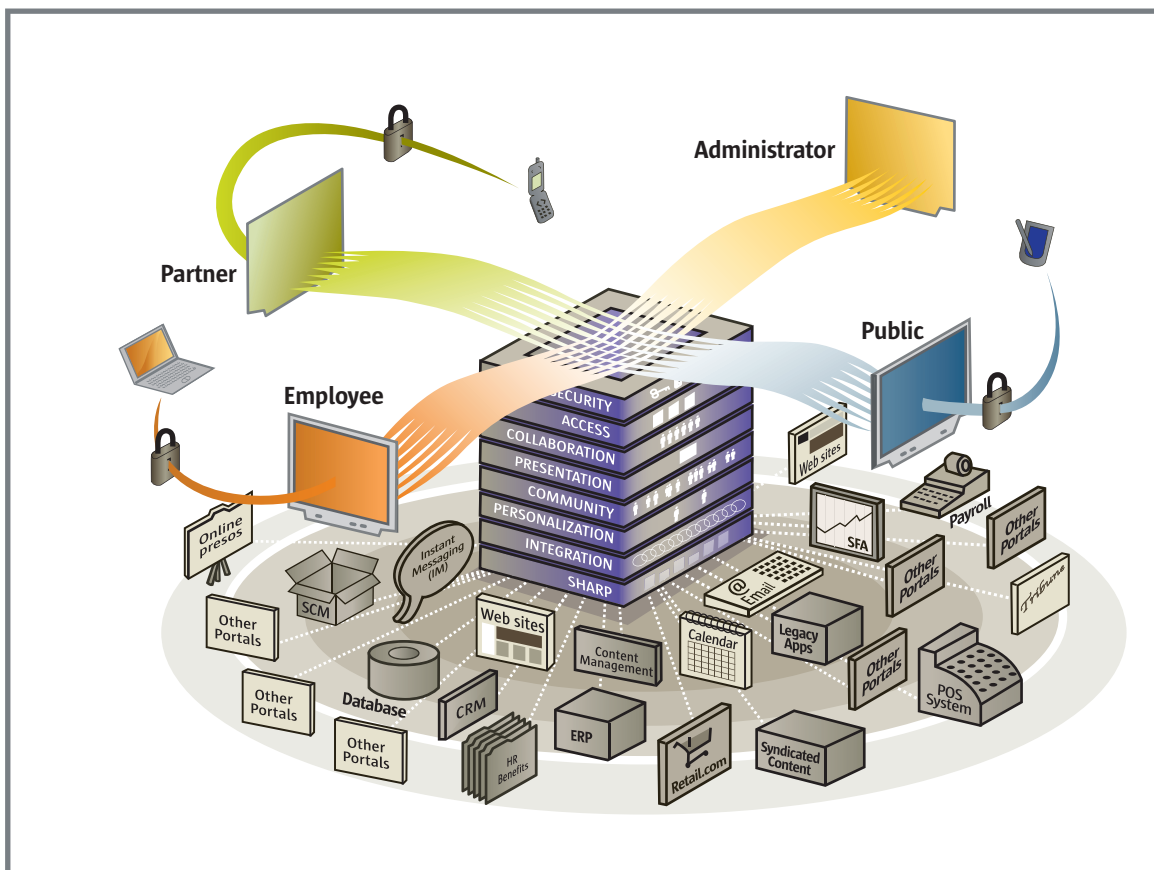 Administrator
Partner
Public
Employee
SECURITY
ACCESS
COLLABORATION
PRESENTATION
COMMUNITY
PERSONALIZATION
INTEGRATION
SHARP
Web sites
Payroll
Online
presos
Instant
Messaging
(IM)
SFA
Other
Portals
Other
Portals
Tribune
SCM
@
Email
Other
Portals
Web sites
Calendar
Legacy
Apps
Content
Management
Other
Portals
POS
System
Other
Portals
Database
CRM
ERP
Other
Portals
HR
Benefits
Retail.com
Syndicated
Content